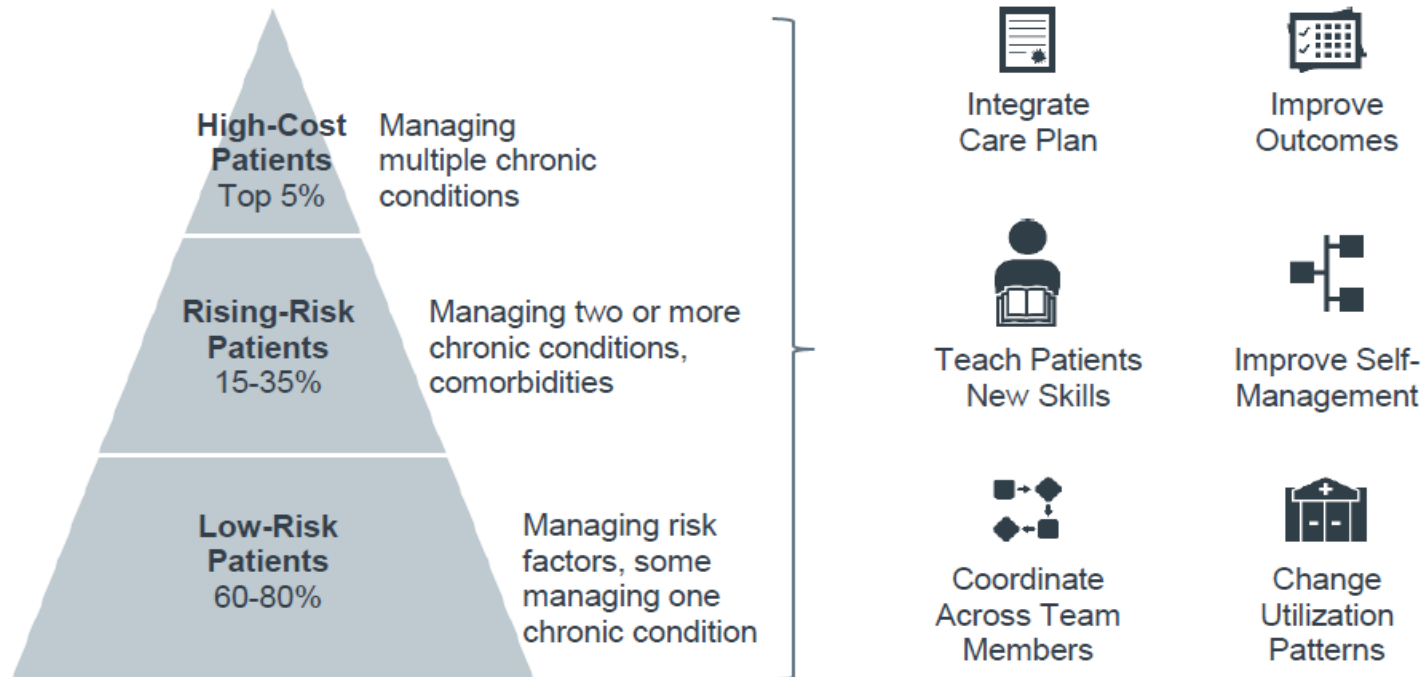 High-Cost
Patients
Top 5%
Managing
multiple chronic
conditions
Rising-Risk
Patients
15-35%
Managing two or more
chronic conditions,
comorbidities
Low-Risk
Patients
60-80%
Managing risk
factors, some
managing one
chronic condition
Integrate
Care Plan
Improve
Outcomes
Teach Patients
New Skills
Improve Self-
Management
Coordinate
Across Team
Members
Change
Utilization
Patterns